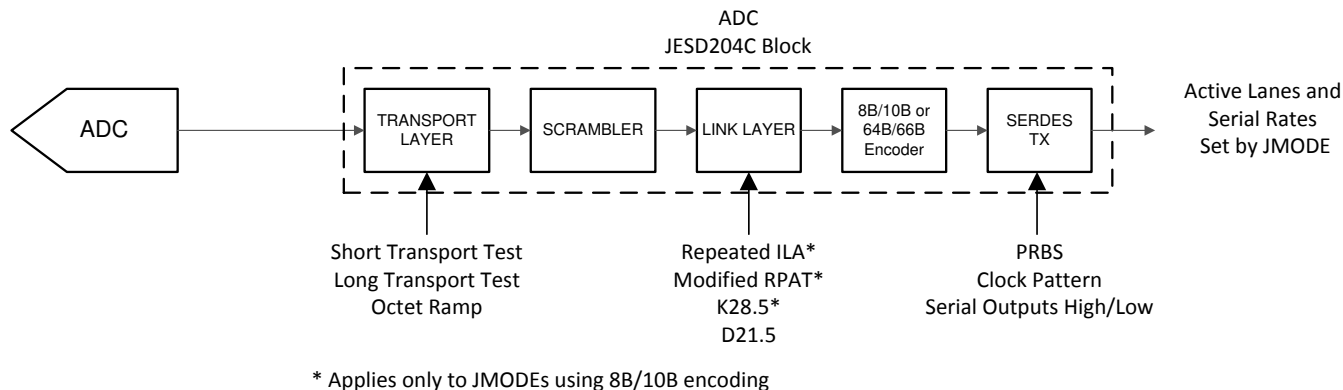 ADC
JESD204C Block
ADC
TRANSPORT
LAYER
SCRAMBLER
LINK LAYER
8B/10B or
64B/66B
Encoder
SERDES
TX
Active Lanes and
Serial Rates
Set by JMODE
Short Transport Test
Long Transport Test
Octet Ramp
Repeated ILA*
Modified RPAT*
K28.5*
D21.5
PRBS
Clock Pattern
Serial Outputs High/Low
* Applies only to JMODEs using 8B/10B encoding